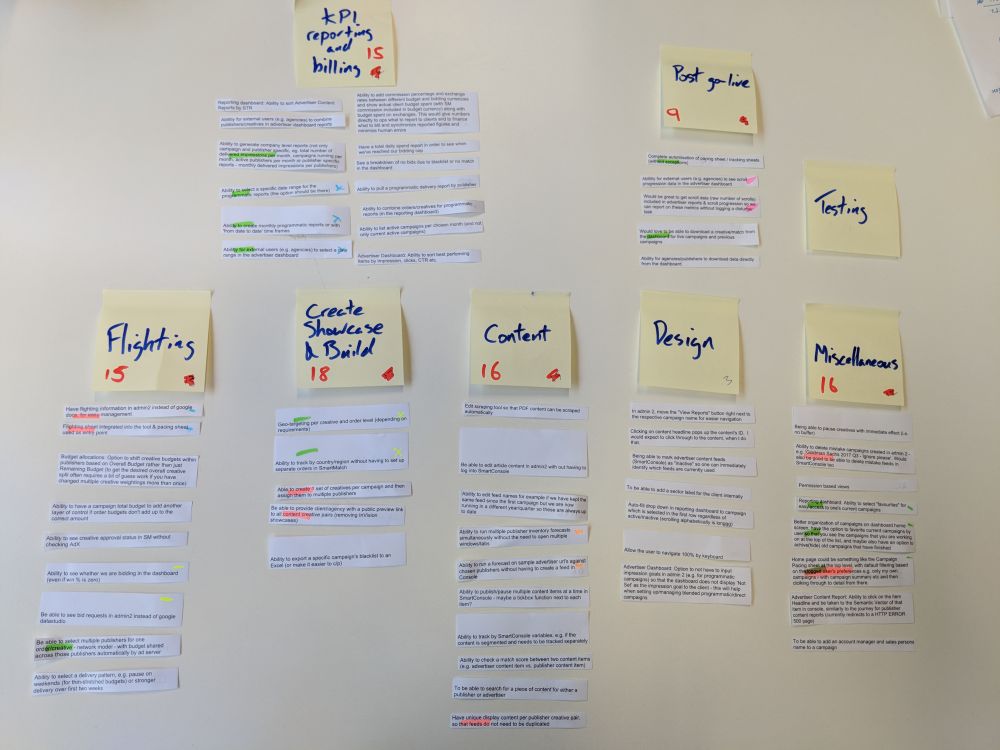 KPI
reporting
and
billing
15
Reporting dashboard: Ability to sort Advertiser Content
Reports by CTR
Ability for external users (e.g. agencies) to combine
publishers/creatives in advertiser dashboard reports
Ability to generate company level reports (not only
campaign and publisher specific, eg. total number of
delivered impressions per month, campaigns running per
month, active publishers per month or publisher specific
reports - monthly delivered impressions per publishers)
Ability to select a specific date range for the
programmatic reports (the option should be there)
Ability to create monthly programmatic reports or with
'from date to date' time frames
Ability for external users (e.g. agencies) to select a
range in the advertiser dashboard
Ability to add commission percentage and exchange
rates between different budget and bidding currencies
and show actual client budget spent (with SM
commission included in budget currency) along with
budget spent on exchanges. This would give numbers
directly to ops what to report to clients and to finance
what to bill and synchronise reported figures and
minimise human errors
Have a total daily spend report in order to see when
we've reached our bidding cap
See a breakdown of no bids due to blacklist or no match
in the dashboard
Ability to pull a programmatic delivery report by publisher
Ability to combine orders/creatives for programmatic
reports (in the reporting dashboard)
Ability to list active campaigns per chosen month (and not
only current active campaigns)
Advertiser Dashboard: Ability to sort best performing
items by impression, clicks, CTR etc.
Post go-live
9
Complete automisation of pacing sheet / tracking sheets
(without exceptions)
Ability for external users (e.g. agencies) to see scroll
progression data in the advertiser dashboard
Would be great to get scroll data (raw number of scrolls)
included in advertiser reports & scroll progression so we
can report on these metrics without logging a
task
Would love to be able to download a creative/match from
the dashboard for live campaigns and previous
campaigns
Ability for agencies/publishers to download data directly
from the dashboard
Testing
Flighting
15
Have flighting information in admin2 instead of google
docs, for easy management
Flighting sheet integrated into the tool & pacing sheet
used as entry point
Budget allocations: Option to shift creative budgets within
publishers based on Overall Budget rather than just
Remaining Budget (to get the desired overall creative
split often requires a lot of guess work if you have
changed multiple creative weightings more than once)
Ability to have a campaign total budget to add another
layer of control if order budgets don't add up to the
correct amount
Ability to see creative approval status in SM without
checking AdX
Ability to see whether we are bidding in the dashboard
(even if win % is zero)
Be able to see bid requests in admin2 instead of google
datastudio
Be able to select multiple publishers for one
order/creative - network model - with budget shared
across those publishers automatically by ad server
Ability to select a delivery pattern, e.g. pause on
weekends (for thin-stretched budgets) or stronger
delivery over first two weeks
Create
Showcase
& Build
18
Geo-targeting per creative and order level (depending on
requirements)
Ability to track by country/region without having to set up
separate orders in SmartMatch
Able to create a set of creatives per campaign and then
assign them to multiple publishers
Be able to provide client/agency with a public preview link
to all content creative pairs (removing InVision
showcases)
Ability to export a specific campaign's blacklist to an
Excel (or make it easier to c/p)
Content
16
Edit scraping tool so that PDF content can be scraped
automatically
Be able to edit article content in admin2 with out having to
log into SmartConsole
Ability to edit feed names for example if we have kept the
same feed since the first campaign but we are now
running in a different year/quarter so these are always up
to date
Ability to run multiple publisher inventory forecasts
simultaneously without the need to open multiple
windows/tabs
Ability to run a forecast on sample advertiser url's against
chosen publishers without having to create a feed in
Console
Ability to publish/pause multiple content items at a time in
SmartConsole - maybe a tickbox function next to each
item?
Ability to track by SmartConsole variables, e.g. if the
content is segmented and needs to be tracked separately
Ability to check a match score between two content items
(e.g. advertiser content item vs. publisher content item)
To be able to search for a piece of content for either a
publisher or advertiser
Have unique display content per publisher creative pair,
so that feeds do not need to be duplicated
Design
3
In admin 2, move the "View Reports" button right next to
the respective campaign name for easier navigation
Clicking on content headline pops up the content's ID, I
would expect to click through to the content, when I do
that.
Being able to mark advertiser content feeds
(SmartConsole) as "inactive" so one can immediately
identify which feeds are currently used
To be able to add a sector label for the client internally
Auto-fill drop down in reporting dashboard to campaign
which is selected in the first row regardless of
active/inactive (scrolling alphabetically is longgg)
Allow the user to navigate 100% by keyboard
Advertiser Dashboard: Option to not have to input
impression goals in admin 2 (e.g. for programmatic
campaigns) so that the dashboard does not display 'Not
Set' as the impression goal to the client - this will help
when setting up/managing blended programmatic/direct
campaigns
Miscellaneous
16
Being able to pause creatives with immediate effect (i.e.
no buffer)
Ability to delete mistake campaigns created in admin 2 -
e.g. 'Goldman Sachs 2017 Q3 - Ignore please'. Would
also be good to be able to delete mistake feeds in
SmartConsole too
Permission based views
Reporting dashboard: Ability to select "favourites" for
easy access to one's current campaigns
Better organization of campaigns on dashboard home
screen, have the option to favorite current campaigns by
user so that you see the campaigns that you are working
on at the top of the list, and maybe also have an option to
achive(hide) old campaigns that have finished
Home page could be something like the Campaign
Pacing sheet at the top level, with default filtering based
on the logged users preferences e.g. only my own
campaigns - with campaign summary etc and then
clicking through to detail from there.
Advertiser Content Report: Ability to click on the Item
Headline and be taken to the Semantic Vector of that
item in console, similar to the journey for publisher
content reports (currently redirects to a HTTP ERROR
500 page)
To be able to add an account manager and sales persons
name to a campaign